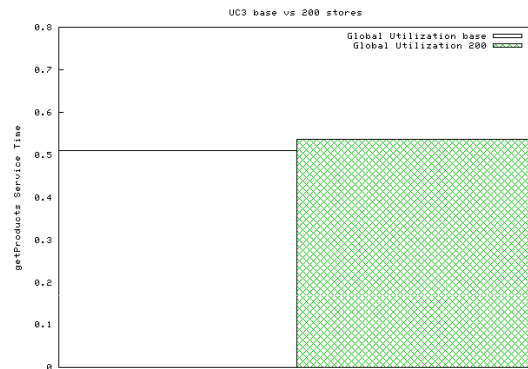 UC3 base vs 200 stores
0.8
0.7
0.6
0.5
0.4
0.3
0.2
0.1
0
getProducts Service Time
Global Utilization base
Global Utilization 200